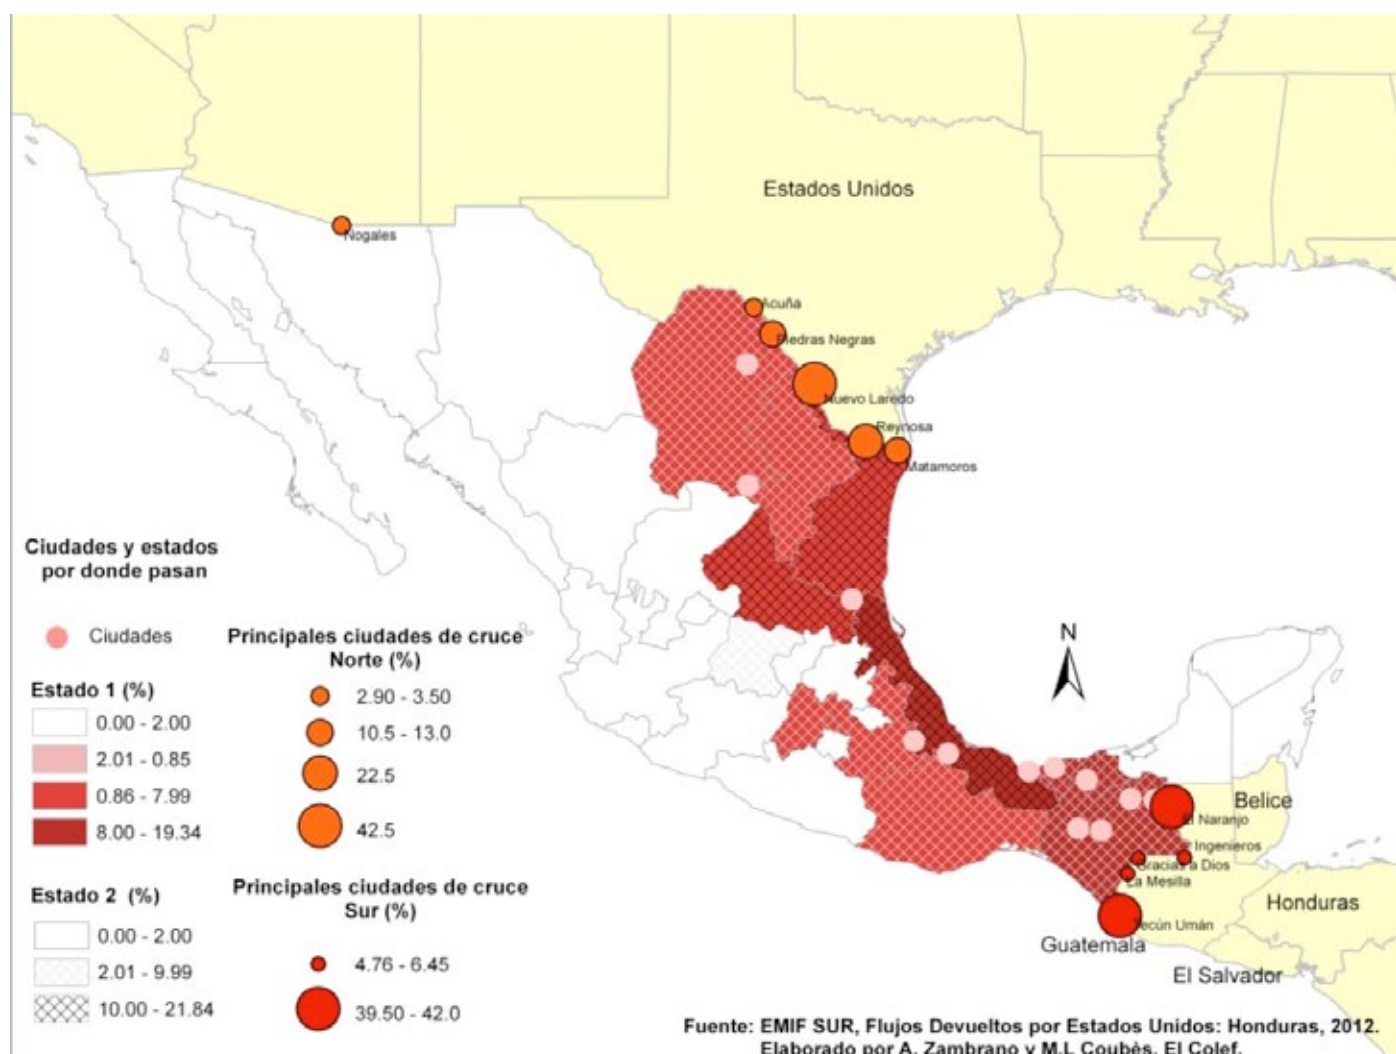 Estados Unidos
Nogales
Acuña
Piedras Negras
Nuevo Laredo
Reynosa
Matamoros
Ciudades y estados
por donde pasan
Ciudades
Estado 1 (%)
0.00 - 2.00
2.01 - 0.85
0.86 - 7.99
8.00 - 19.34
Estado 2 (%)
0.00 - 2.00
2.01 - 9.99
10.00 - 21.84
Principales ciudades de cruce
Norte (%)
2.90 - 3.50
10.5 - 13.0
22.5
42.5
Principales ciudades de cruce
Sur (%)
4.76 - 6.45
39.50 - 42.0
N
Belice
El Naranjo
Ingenieros
Gracias a Dios
La Mesilla
Tecún Umán
Honduras
Guatemala
El Salvador
Fuente: EMIF SUR, Flujos Devueltos por Estados Unidos: Honduras, 2012.
Elaborado por A. Zambrano y M.L Coubès. El Colef.